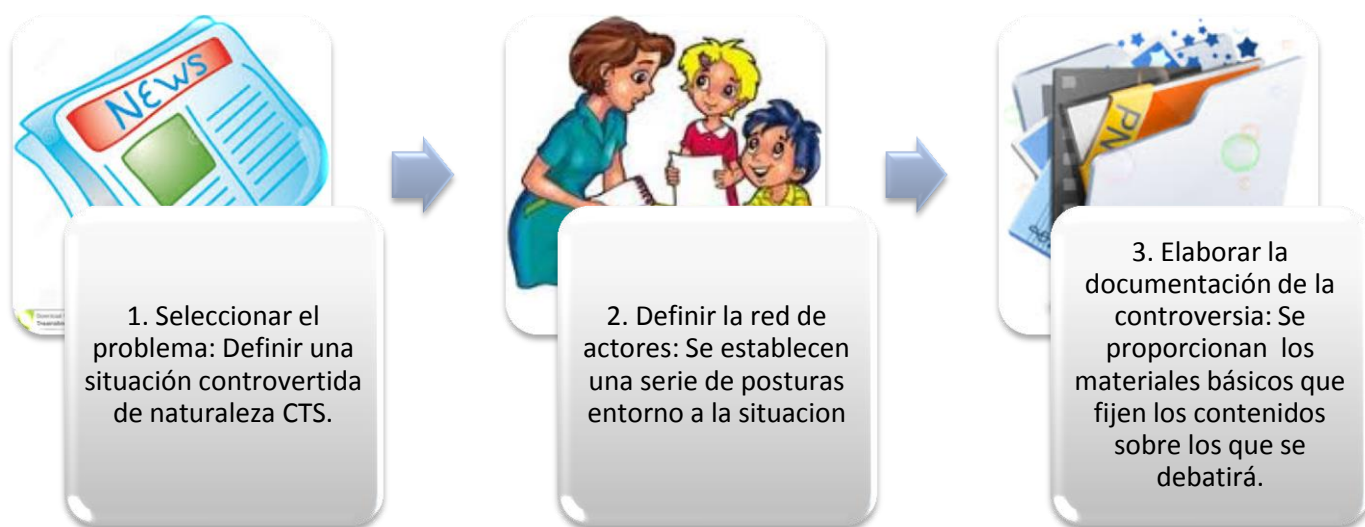 NEWS
1. Seleccionar el
problema: Definir una
situación controvertida
de naturaleza CTS.
2. Definir la red de
actores: Se establecen
una serie de posturas
entorno a la situacion
3. Elaborar la
documentación de la
controversia: Se
proporcionan  los
materiales básicos que
fijen los contenidos
sobre los que se
debatirá.